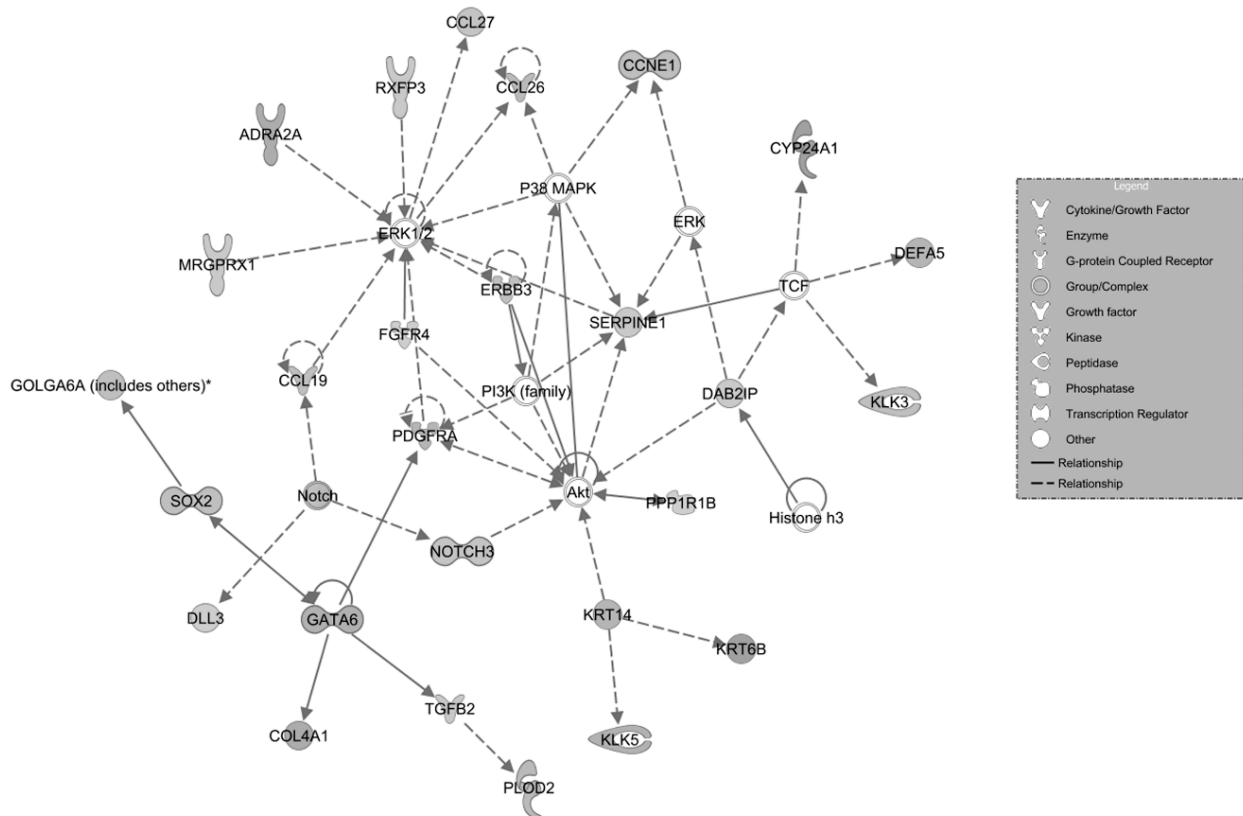 CCL27
RXFP3
CCL26
CCNE1
ADRA2A
CYP24A1
P38 MAPK
ERK1/2
ERK
MRGPRX1
DEFA5
ERBB3
TCF
SERPINE1
FGFR4
CCL19
GOLGA6A (includes others)*
PI3K (family)
DAB2IP
KLK3
PDGFRA
SOX2
Notch
Akt
PPP1R1B
Histone h3
NOTCH3
DLL3
GATA6
KRT14
KRT6B
TGFB2
COL4A1
KLK5
PLOD2
Legend
Cytokine/Growth Factor
Enzyme
G-protein Coupled Receptor
Group/Complex
Growth factor
Kinase
Peptidase
Phosphatase
Transcription Regulator
Other
Relationship
Relationship